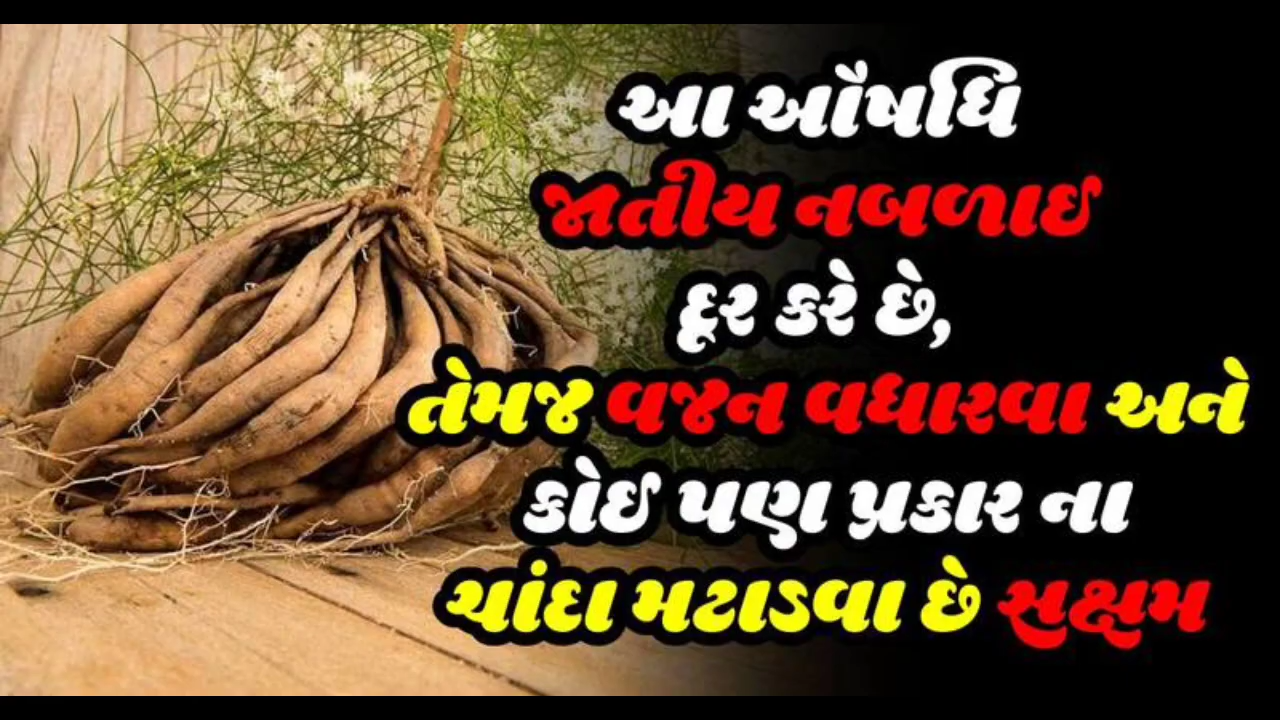 આ ઔષધિ
જાતીય નબળાઈ
દૂર કરે છે,
તેમજ વજન વધારવા અને
કોઈ પણ પ્રકાર ના
ચાંદા મટાડવા છે સક્ષમ